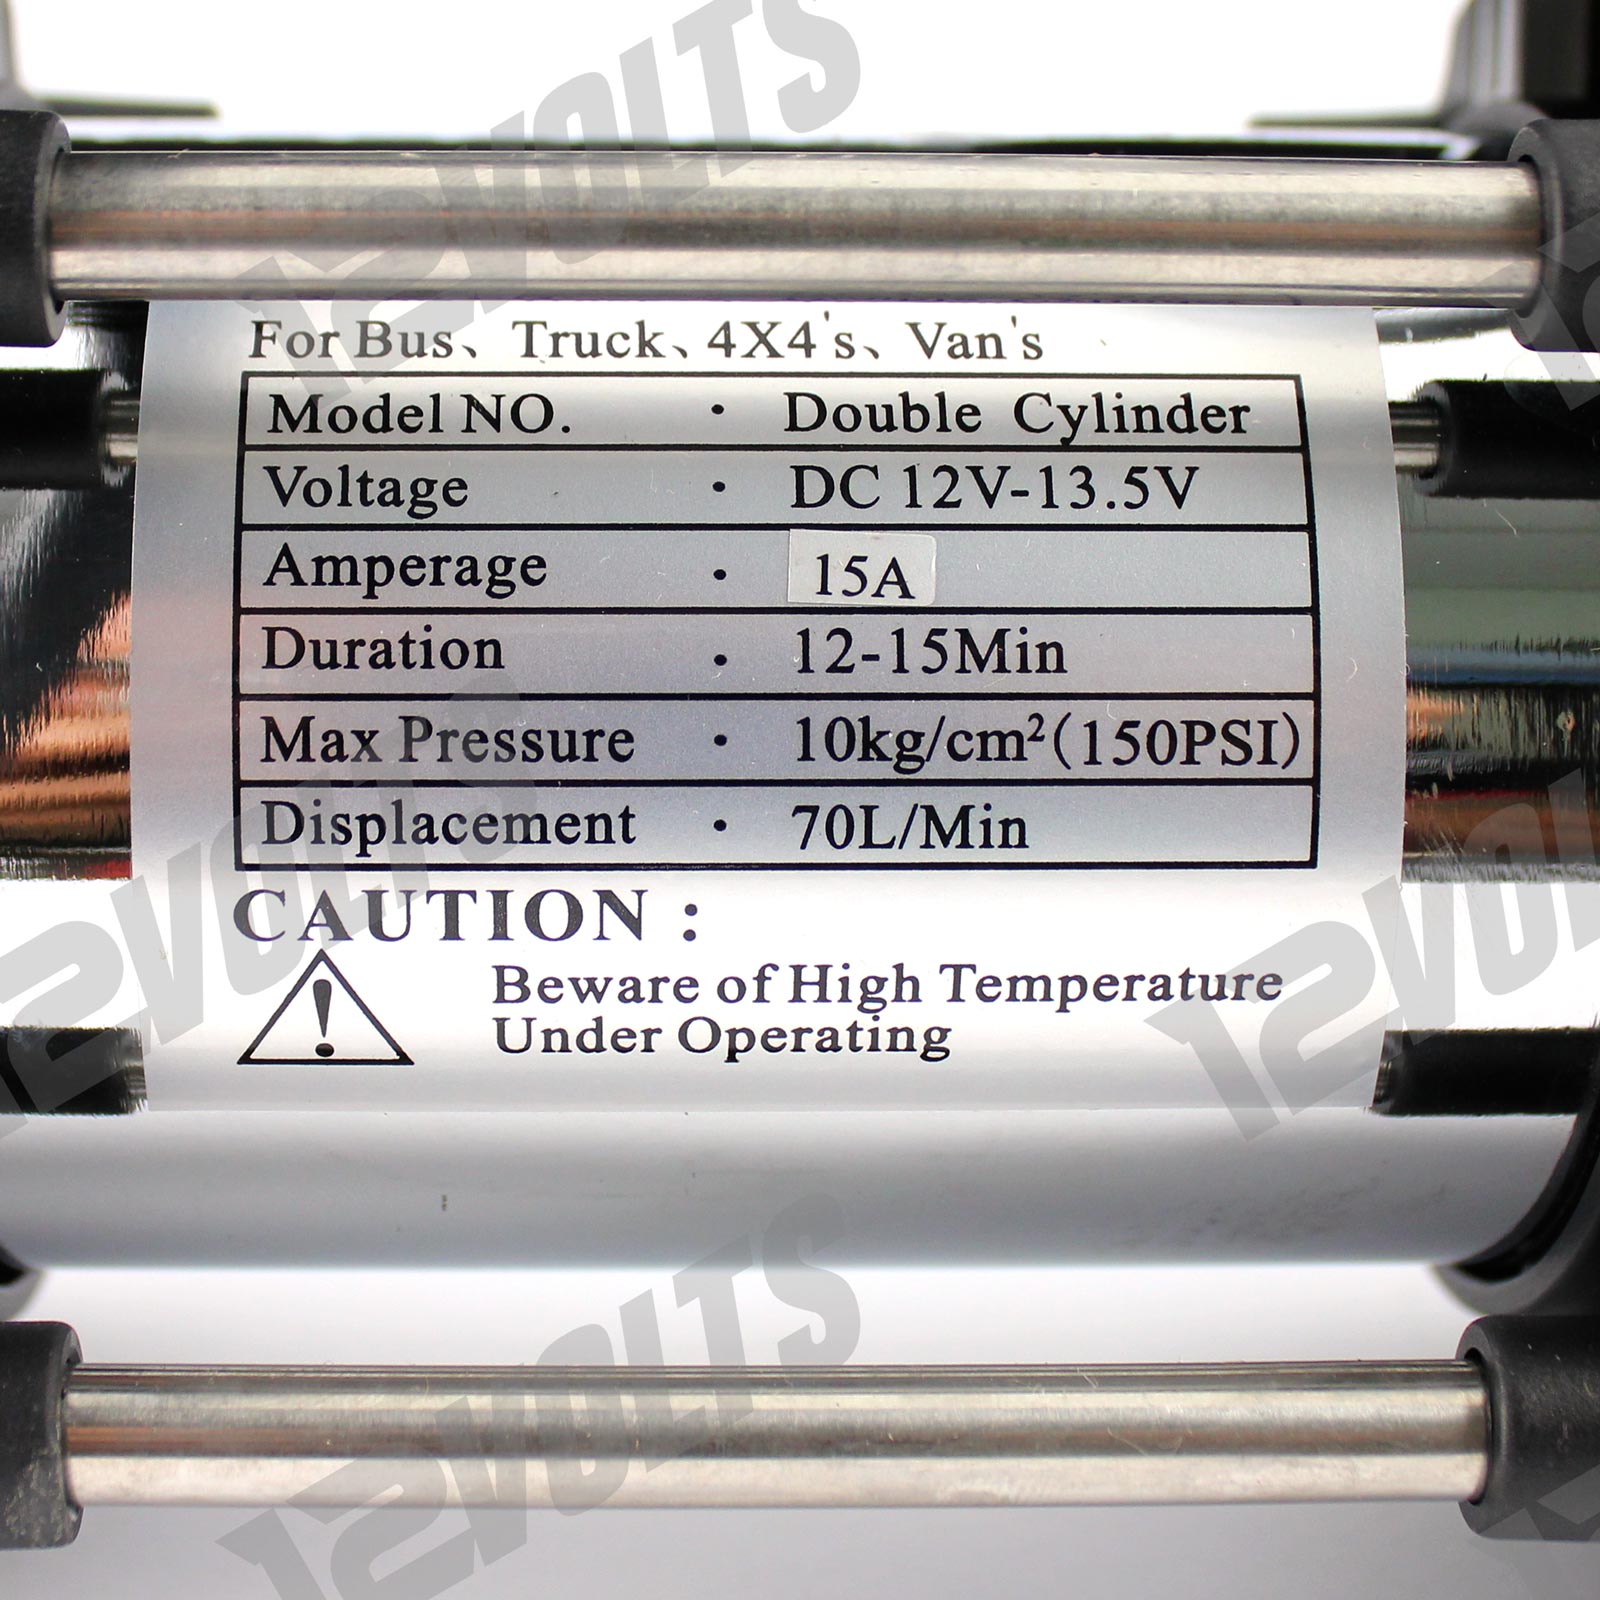 12VOLTS
For Bus、Truck、4X4's、Van's
Model NO. · Double Cylinder
Voltage · DC 12V-13.5V
Amperage · 15A
Duration · 12-15Min
Max Pressure · 10kg/cm²(150PSI)
Displacement · 70L/Min
12VOLTS
CAUTION :
Beware of High Temperature
Under Operating
12VOLTS
12VOLTS